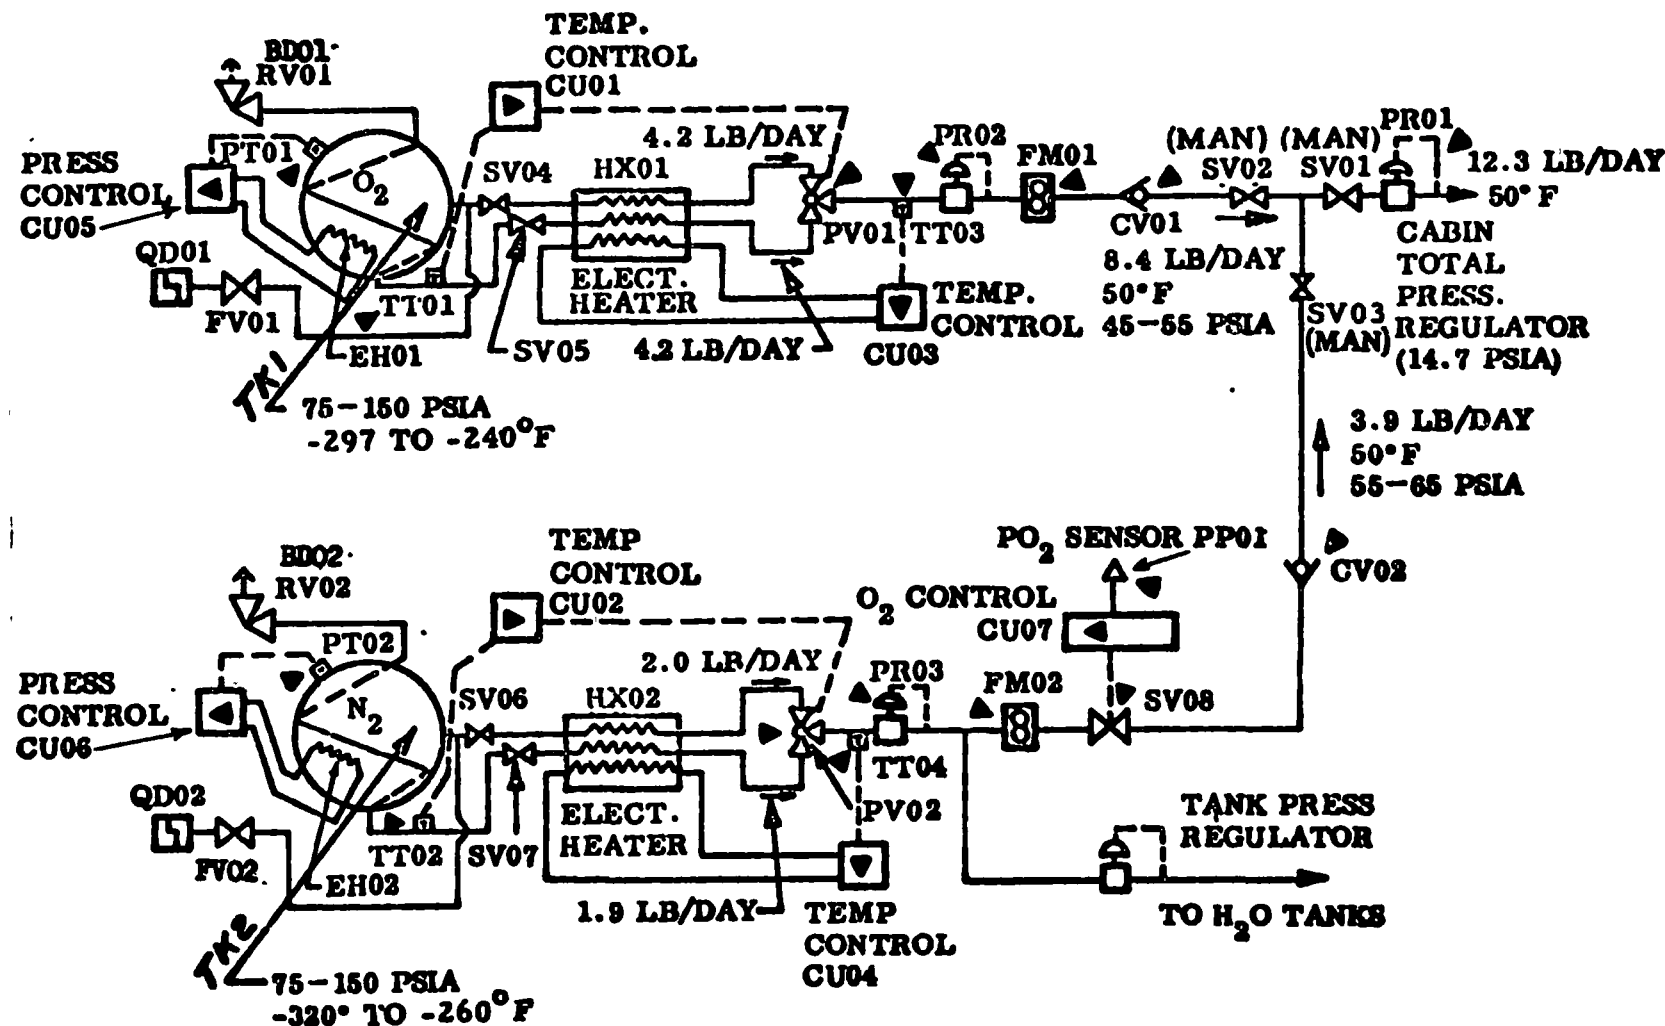 TEMP.
CONTROL
CU01
BD01
RV01
PRESS
CONTROL
CU05
PT01
O2
4.2 LB/DAY
SV04
HX01
PV01
TT03
PR02
FM01
CV01
(MAN) (MAN)
SV02 SV01
PR01
12.3 LB/DAY
50°F
QD01
FV01
TT01
EH01
SV05
ELECT.
HEATER
4.2 LB/DAY
TEMP.
CONTROL
CU03
8.4 LB/DAY
50°F
45-55 PSIA
CABIN
TOTAL
PRESS.
REGULATOR
(14.7 PSIA)
SV03
(MAN)
TK1
75-150 PSIA
-297 TO -240°F
3.9 LB/DAY
50°F
55-65 PSIA
TEMP
CONTROL
CU02
BD02
RV02
PT02
PRESS
CONTROL
CU06
N2
2.0 LB/DAY
SV06
HX02
PR03
FM02
O2 CONTROL
CU07
PO2 SENSOR PP01
CV02
SV08
QD02
FV02
TT02
EH02
SV07
ELECT.
HEATER
1.9 LB/DAY
TT04
PV02
TEMP
CONTROL
CU04
TANK PRESS
REGULATOR
TO H2O TANKS
TK2
75-150 PSIA
-320° TO -260°F